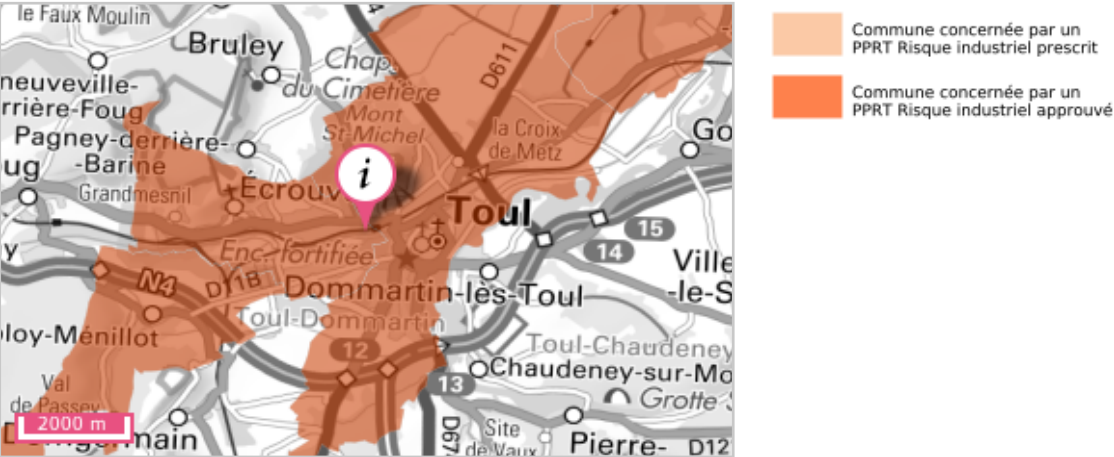 le Faux Moulin
Bruley
D611
Chap.
du Cimetière
neuveville-
rrière-Foug
Mont
St-Michel
la Croix
de Metz
Pagney-derrière-
-Barine
Go
ug
Grandmesnil
Écrouv
i
Toul
15
14
y
Enc. fortifiée
Ville
-le-S
N4
D11B
Dommartin-lès-Toul
Toul-Dommartin
loy-Ménillot
12
Toul-Chaudeney
13
Chaudeney-sur-Mo
Val
de Passey
Grotte S
2000 m
main
D67
Site
de Vaux
Pierre-
D12
Commune concernée par un
PPRT Risque industriel prescrit
Commune concernée par un
PPRT Risque industriel approuvé